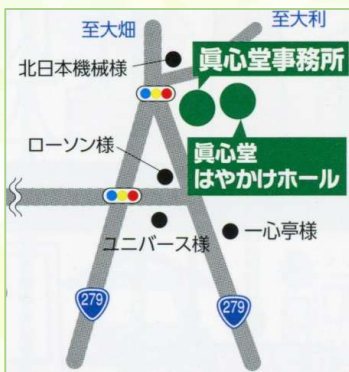 至大畑
至大利
北日本機械様
眞心堂事務所
眞心堂
はやかけホール
ローソン様
ユニバース様
一心亭様
279
279